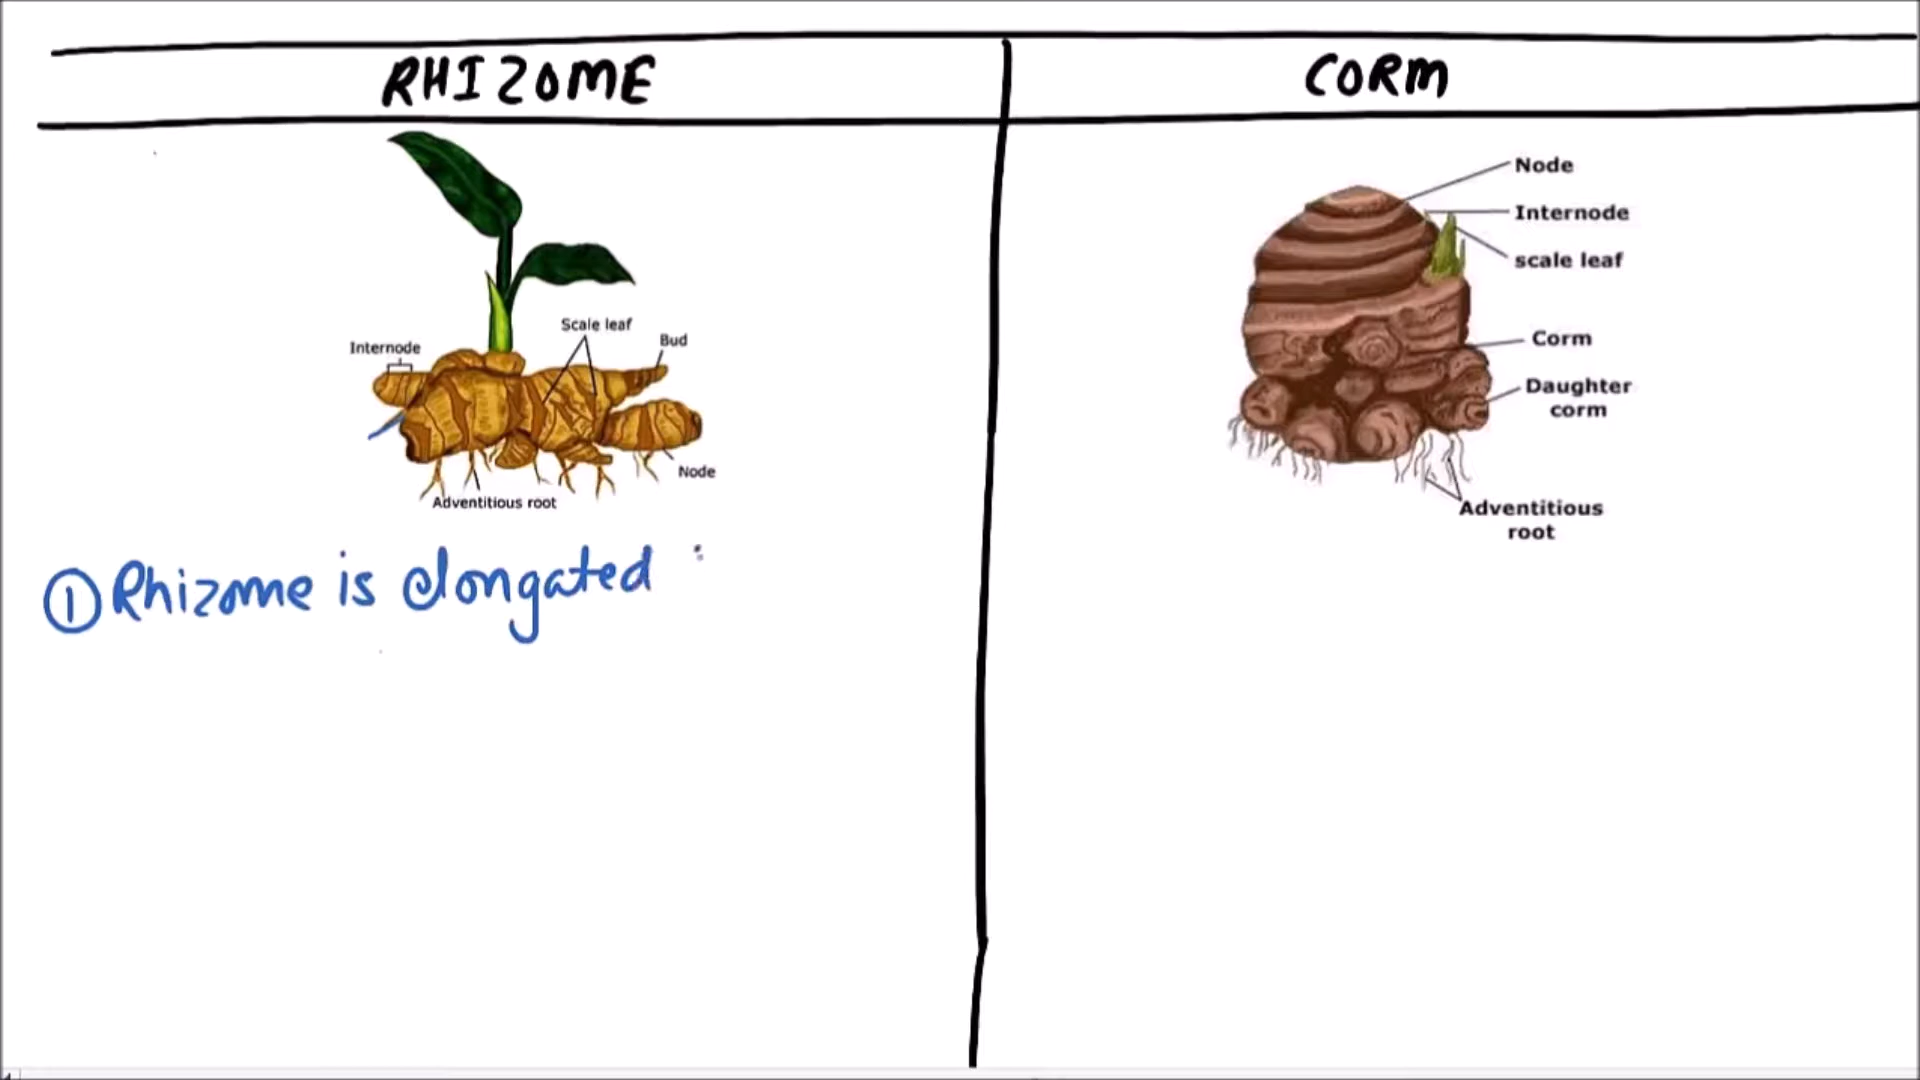 RHIZOME
CORM
Internode
Scale leaf
Bud
Node
Adventitious root
Node
Internode
scale leaf
Corm
Daughter
corm
Adventitious
root
① Rhizome is elongated